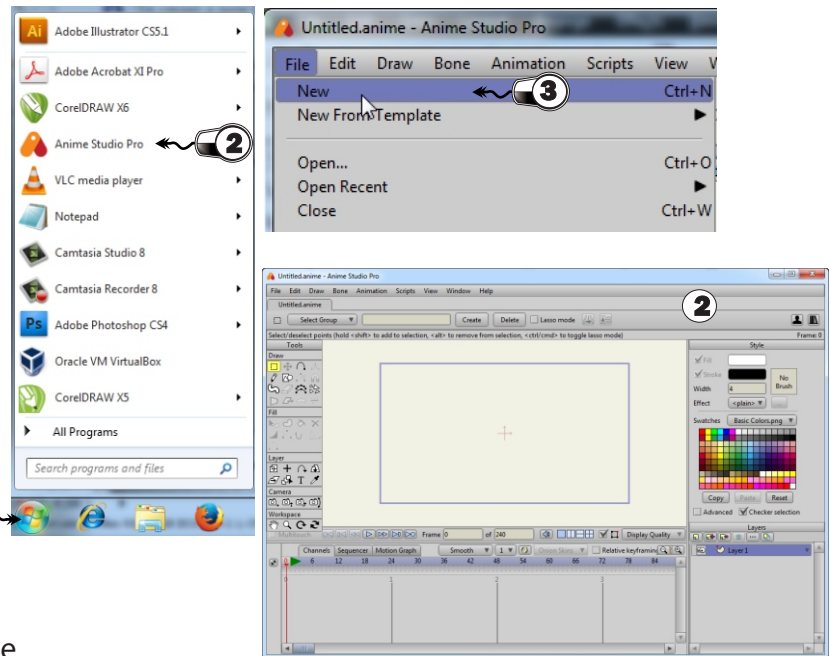 Adobe Illustrator CS5.1
Adobe Acrobat XI Pro
CorelDRAW X6
Anime Studio Pro
2
VLC media player
Notepad
Camtasia Studio 8
Camtasia Recorder 8
Adobe Photoshop CS4
Oracle VM VirtualBox
CorelDRAW X5
All Programs
Search programs and files
Untitled.anime - Anime Studio Pro
File Edit Draw Bone Animation Scripts View
New Ctrl+N
3
New From Template
Open... Ctrl+O
Open Recent
Close Ctrl+W
Untitled.anime - Anime Studio Pro
File Edit Draw Bone Animation Scripts View Window Help
Untitled.anime
2
Select Group Create Delete Lasso mode
Select/deselect points (hold <shift> to add to selection, <alt> to remove from selection, <ctrl/cmd> to toggle lasso mode) Frame: 0
Tools
Draw
Fill
Layer
Camera
Workspace
Style
Fill
Stroke
No Brush
Width 4
Effect <plain>
Swatches Basic Colors.png
Copy Paste Reset
Advanced Checker selection
Layers
Layer 1
Multitouch Frame 0 of 240 Display Quality
Channels Sequencer Motion Graph Smooth 1 Onion Skins Relative keyframing
0 6 12 18 24 30 36 42 48 54 60 66 72 78 84
0 1 2 3
e